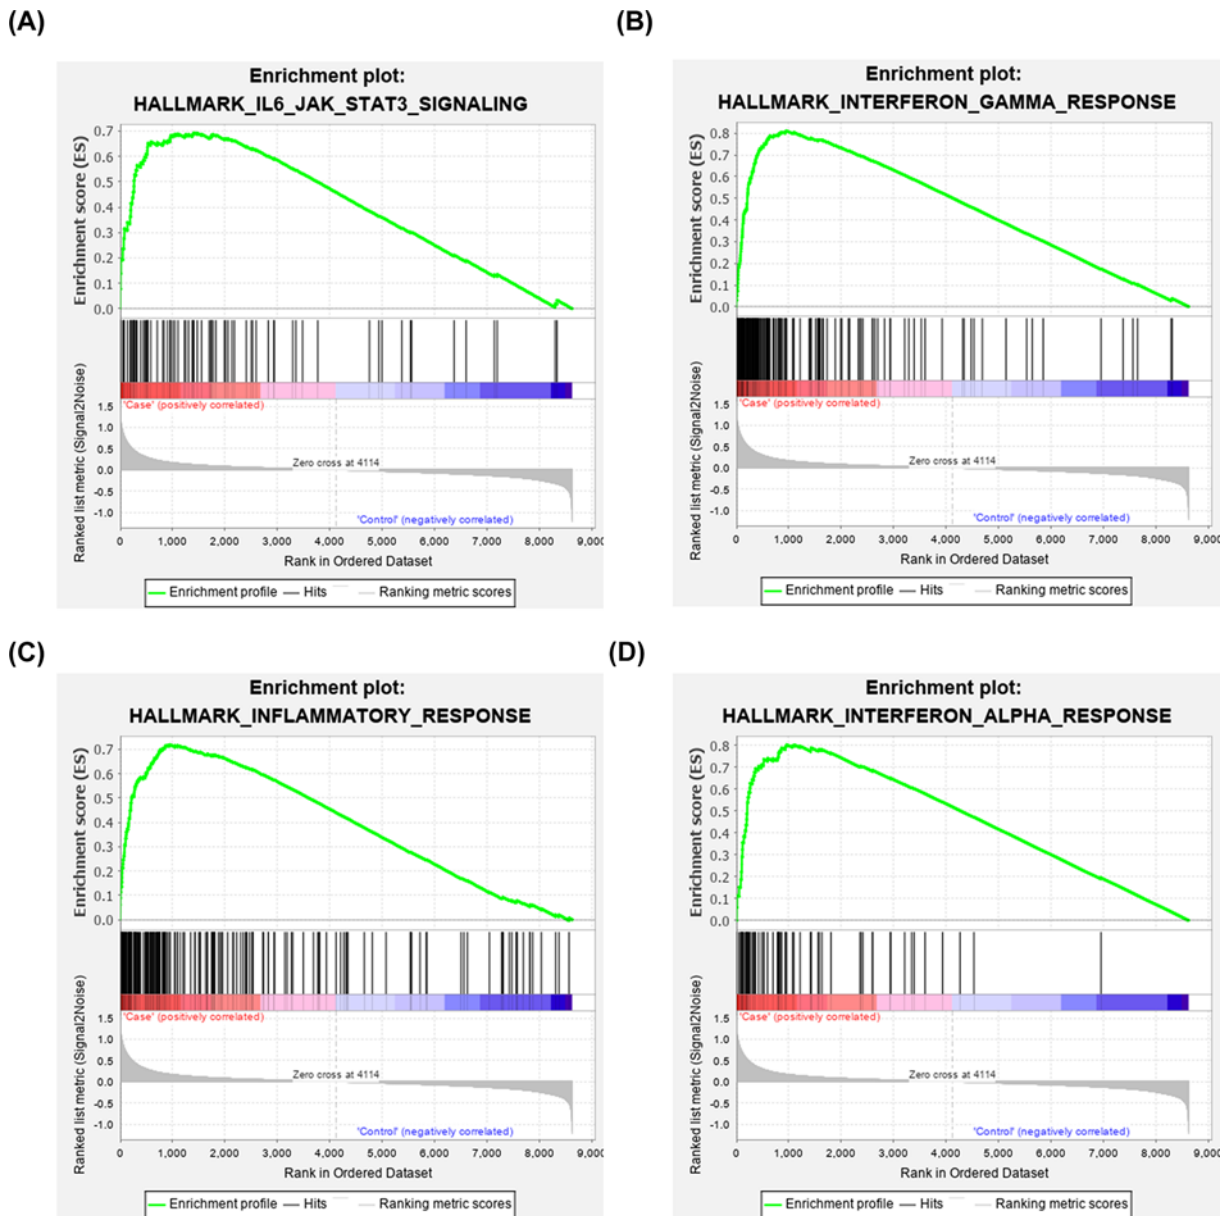 (A)
Enrichment plot:
HALLMARK_IL6_JAK_STAT3_SIGNALING
Enrichment score (ES)
0.7
0.6
0.5
0.4
0.3
0.2
0.1
0.0
Ranked list metric (Signal2Noise)
1.5
1.0
0.5
0.0
-0.5
-1.0
'Case' (positively correlated)
Zero cross at 4114
'Control' (negatively correlated)
0 1,000 2,000 3,000 4,000 5,000 6,000 7,000 8,000 9,000
Rank in Ordered Dataset
Enrichment profile Hits Ranking metric scores
(B)
Enrichment plot:
HALLMARK_INTERFERON_GAMMA_RESPONSE
Enrichment score (ES)
0.8
0.7
0.6
0.5
0.4
0.3
0.2
0.1
0.0
Ranked list metric (Signal2Noise)
1.5
1.0
0.5
0.0
-0.5
-1.0
'Case' (positively correlated)
Zero cross at 4114
'Control' (negatively correlated)
0 1,000 2,000 3,000 4,000 5,000 6,000 7,000 8,000 9,000
Rank in Ordered Dataset
Enrichment profile Hits Ranking metric scores
(C)
Enrichment plot:
HALLMARK_INFLAMMATORY_RESPONSE
Enrichment score (ES)
0.7
0.6
0.5
0.4
0.3
0.2
0.1
0.0
Ranked list metric (Signal2Noise)
1.5
1.0
0.5
0.0
-0.5
-1.0
'Case' (positively correlated)
Zero cross at 4114
'Control' (negatively correlated)
0 1,000 2,000 3,000 4,000 5,000 6,000 7,000 8,000 9,000
Rank in Ordered Dataset
Enrichment profile Hits Ranking metric scores
(D)
Enrichment plot:
HALLMARK_INTERFERON_ALPHA_RESPONSE
Enrichment score (ES)
0.8
0.7
0.6
0.5
0.4
0.3
0.2
0.1
0.0
Ranked list metric (Signal2Noise)
1.5
1.0
0.5
0.0
-0.5
-1.0
'Case' (positively correlated)
Zero cross at 4114
'Control' (negatively correlated)
0 1,000 2,000 3,000 4,000 5,000 6,000 7,000 8,000 9,000
Rank in Ordered Dataset
Enrichment profile Hits Ranking metric scores